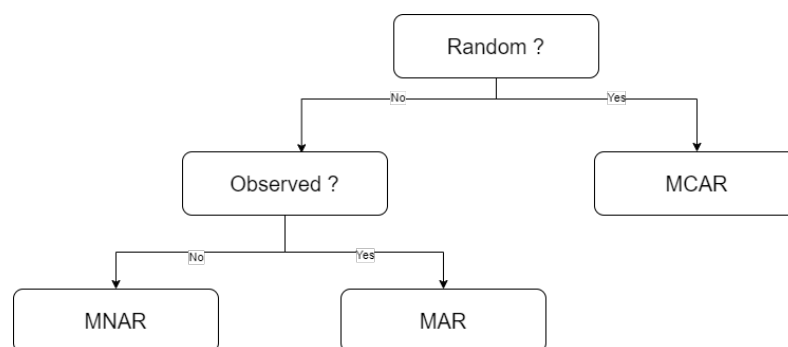 Random ?
No
Yes
Observed ?
MCAR
No
Yes
MNAR
MAR